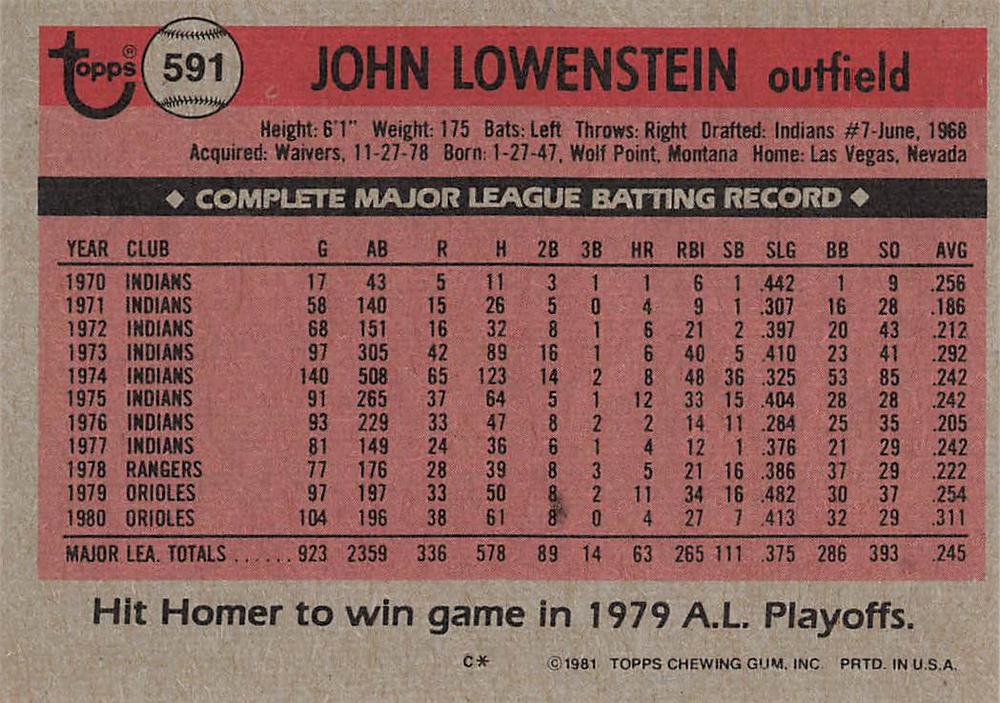 Topps® 591 JOHN LOWENSTEIN outfield
Height: 6'1" Weight: 175 Bats: Left Throws: Right Drafted: Indians #7-June, 1968
Acquired: Waivers, 11-27-78 Born: 1-27-47, Wolf Point, Montana Home: Las Vegas, Nevada
◆ COMPLETE MAJOR LEAGUE BATTING RECORD ◆
YEAR CLUB G AB R H 2B 3B HR RBI SB SLG BB SO AVG
1970 INDIANS 17 43 5 11 3 1 1 6 1 .442 1 9 .256
1971 INDIANS 58 140 15 26 5 0 4 9 1 .307 16 28 .186
1972 INDIANS 68 151 16 32 8 1 6 21 2 .397 20 43 .212
1973 INDIANS 97 305 42 89 16 1 6 40 5 .410 23 41 .292
1974 INDIANS 140 508 65 123 14 2 8 48 36 .325 53 85 .242
1975 INDIANS 91 265 37 64 5 1 12 33 15 .404 28 28 .242
1976 INDIANS 93 229 33 47 8 2 2 14 11 .284 25 35 .205
1977 INDIANS 81 149 24 36 6 1 4 12 1 .376 21 29 .242
1978 RANGERS 77 176 28 39 8 3 5 21 16 .386 37 29 .222
1979 ORIOLES 97 197 33 50 8 2 11 34 16 .482 30 37 .254
1980 ORIOLES 104 196 38 61 8 0 4 27 7 .413 32 29 .311
MAJOR LEA. TOTALS ...... 923 2359 336 578 89 14 63 265 111 .375 286 393 .245
Hit Homer to win game in 1979 A.L. Playoffs.
C* ©1981 TOPPS CHEWING GUM, INC. PRTD. IN U.S.A.